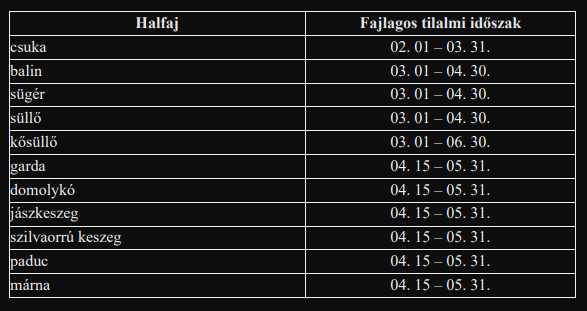 Halfaj Fajlagos tilalmi időszak
csuka 02. 01 – 03. 31.
balin 03. 01 – 04. 30.
sügér 03. 01 – 04. 30.
süllő 03. 01 – 04. 30.
kősüllő 03. 01 – 06. 30.
garda 04. 15 – 05. 31.
domolykó 04. 15 – 05. 31.
jászkeszeg 04. 15 – 05. 31.
szilvaorrú keszeg 04. 15 – 05. 31.
paduc 04. 15 – 05. 31.
márna 04. 15 – 05. 31.